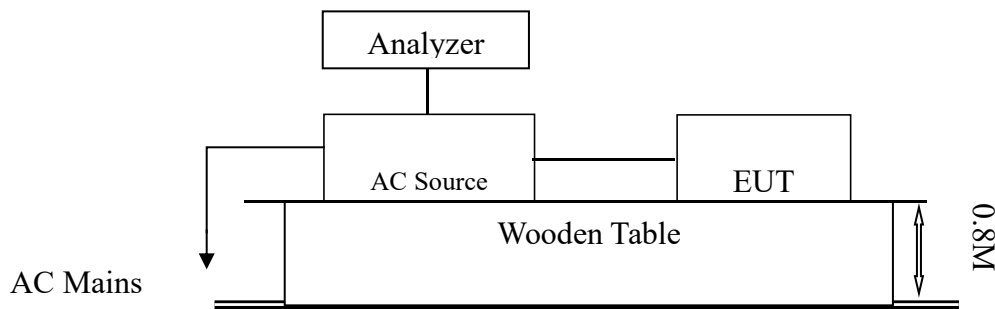 Analyzer
AC Source
EUT
Wooden Table
0.8M
AC Mains